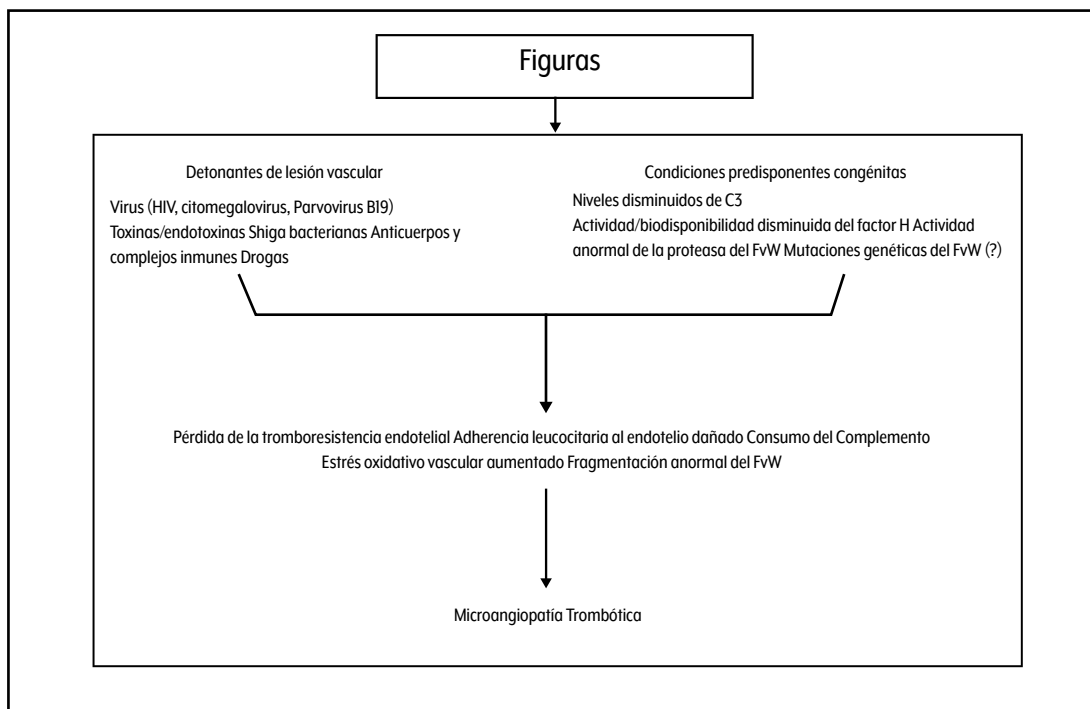 Figuras
Detonantes de lesión vascular
Virus (HIV, citomegalovirus, Parvovirus B19)
Toxinas/endotoxinas Shiga bacterianas Anticuerpos y
complejos inmunes Drogas
Condiciones predisponentes congénitas
Niveles disminuidos de C3
Actividad/biodisponibilidad disminuida del factor H Actividad
anormal de la proteasa del FvW Mutaciones genéticas del FvW (?)
Pérdida de la tromboresistencia endotelial Adherencia leucocitaria al endotelio dañado Consumo del Complemento
Estrés oxidativo vascular aumentado Fragmentación anormal del FvW
Microangiopatía Trombótica